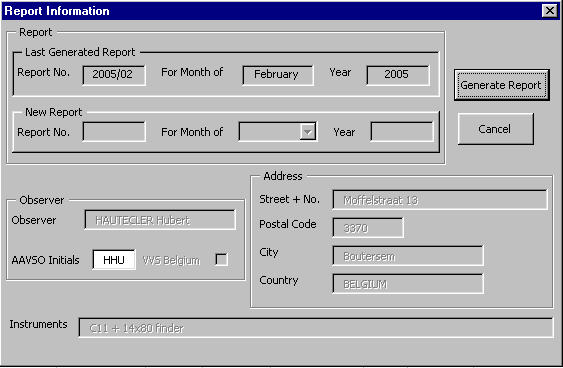 Report Information
Report
Last Generated Report
Report No. 2005/02 For Month of February Year 2005
Generate Report
New Report
Report No. For Month of Year
Cancel
Address
Street + No. Moffelstraat 13
Observer
Observer HAUTECLER Hubert
Postal Code 3370
AAVSO Initials HHU VVS Belgium
City Boutersem
Country BELGIUM
Instruments C11 + 14x80 finder